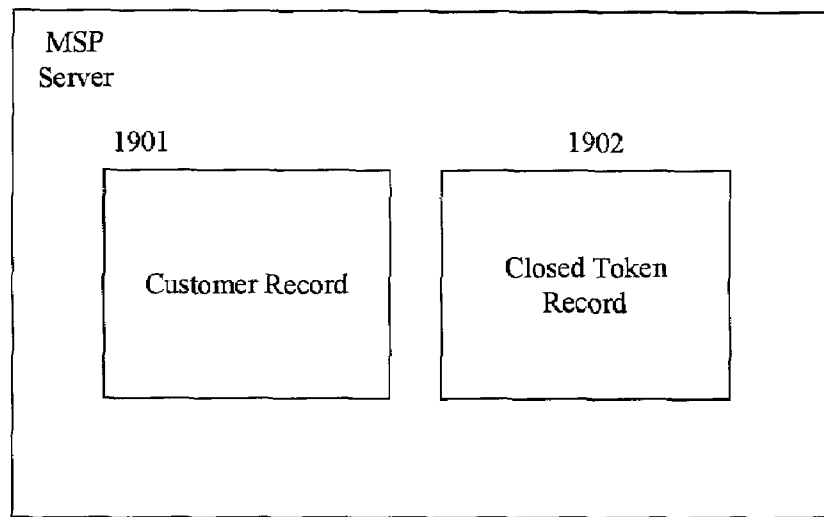 MSP
Server
1901
1902
Customer Record
Closed Token
Record